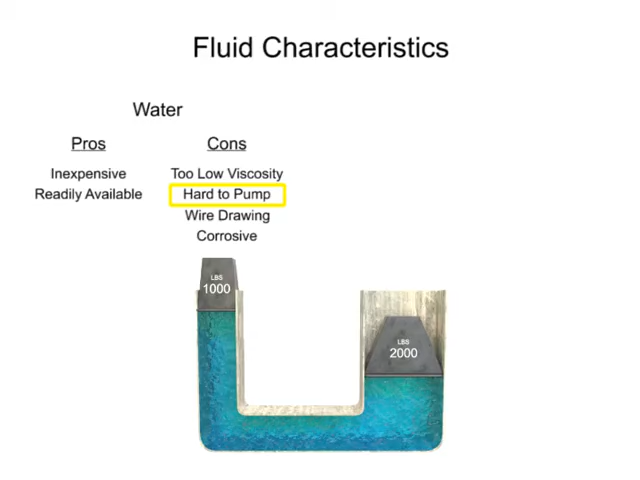 Fluid Characteristics
Water
Pros
Inexpensive
Readily Available
Cons
Too Low Viscosity
Hard to Pump
Wire Drawing
Corrosive
LBS
1000
LBS
2000